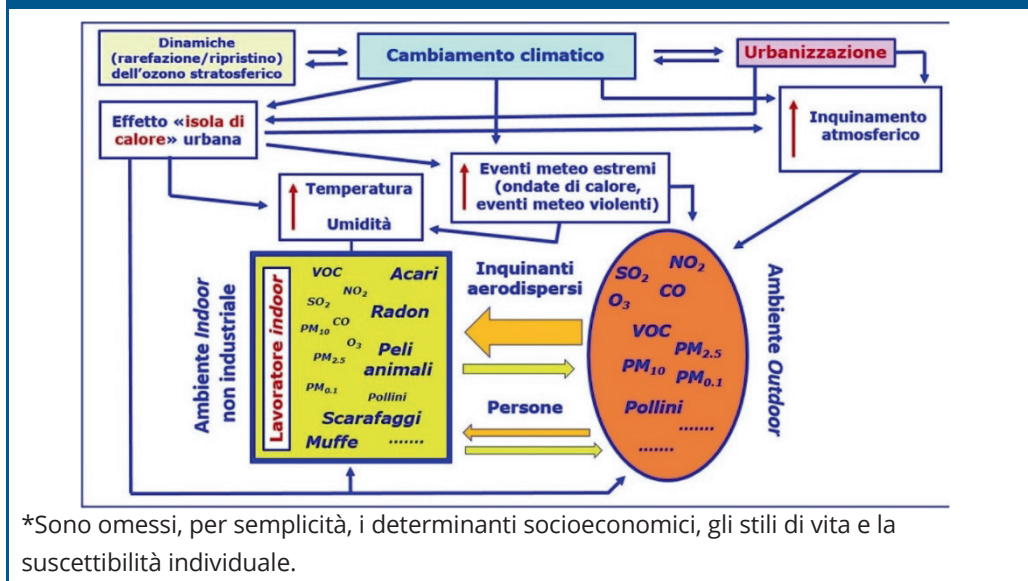 Dinamiche
(rarefazione/ripristino)
dell'ozono stratosferico
Cambiamento climatico
Urbanizzazione
Effetto «isola di
calore» urbana
Inquinamento
atmosferico
Eventi meteo estremi
(ondate di calore,
eventi meteo violenti)
Temperatura
Umidità
Ambiente Indoor
non industriale
Lavoratore indoor
VOC
Acari
NO₂
SO₂
Radon
CO
PM₁₀
O₃
Peli
animali
PM₂.₅
PM₀.₁
Pollini
Scarafaggi
Muffe
.......
Inquinanti
aerodispersi
Persone
NO₂
SO₂
CO
O₃
VOC
PM₂.₅
PM₁₀
PM₀.₁
Pollini
.......
.......
Ambiente Outdoor
*Sono omessi, per semplicità, i determinanti socioeconomici, gli stili di vita e la
suscettibilità individuale.